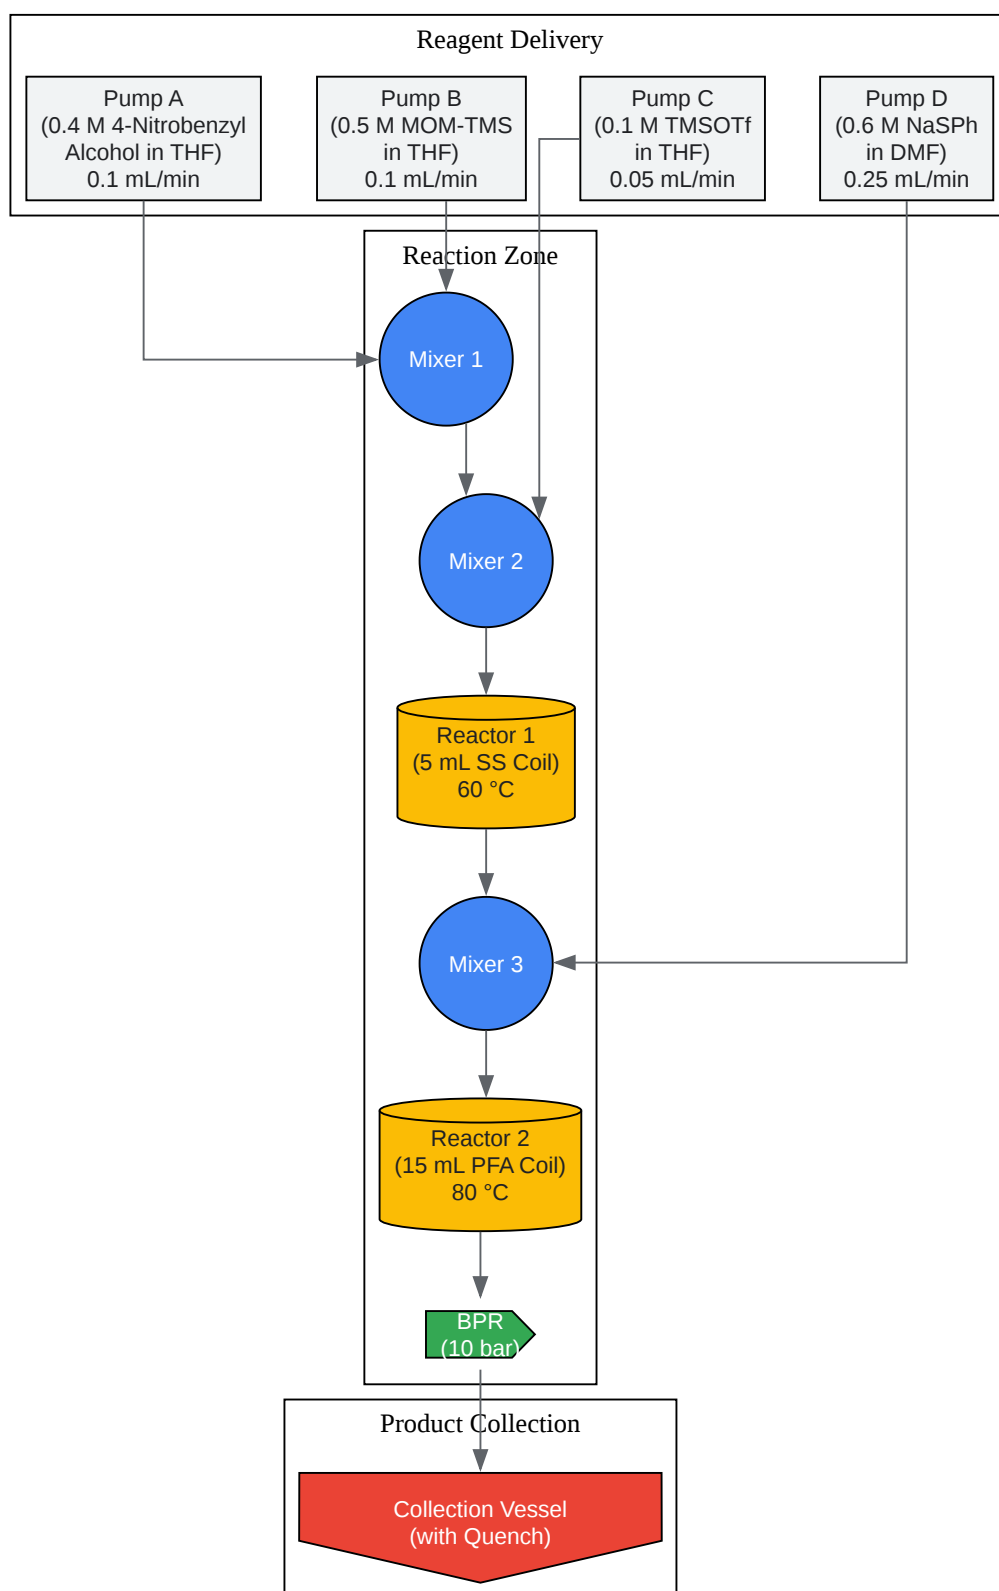 Reagent Delivery
Pump A
(0.4 M 4-Nitrobenzyl
Alcohol in THF)
0.1 mL/min
Pump B
(0.5 M MOM-TMS
in THF)
0.1 mL/min
Pump C
(0.1 M TMSOTf
in THF)
0.05 mL/min
Pump D
(0.6 M NaSPh
in DMF)
0.25 mL/min
Reaction Zone
Mixer 1
Mixer 2
Reactor 1
(5 mL SS Coil)
60 °C
Mixer 3
Reactor 2
(15 mL PFA Coil)
80 °C
BPR
(10 bar)
Product Collection
Collection Vessel
(with Quench)